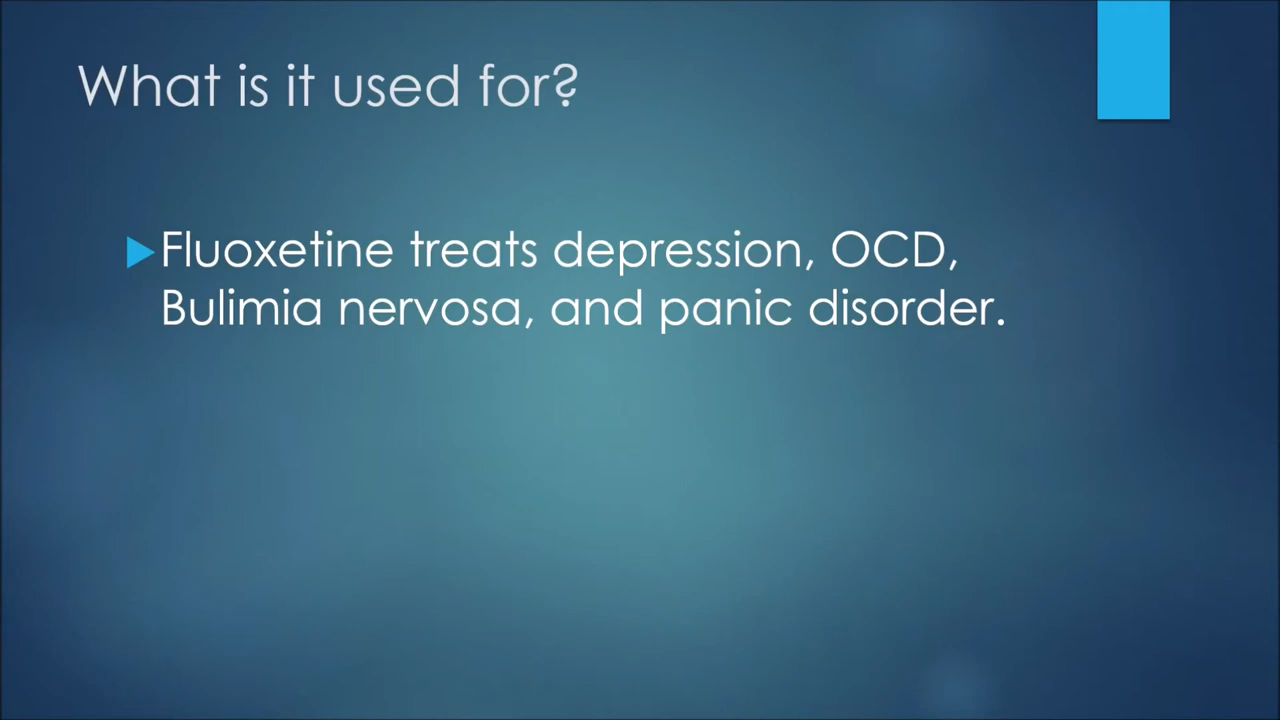 What is it used for?
Fluoxetine treats depression, OCD,
Bulimia nervosa, and panic disorder.